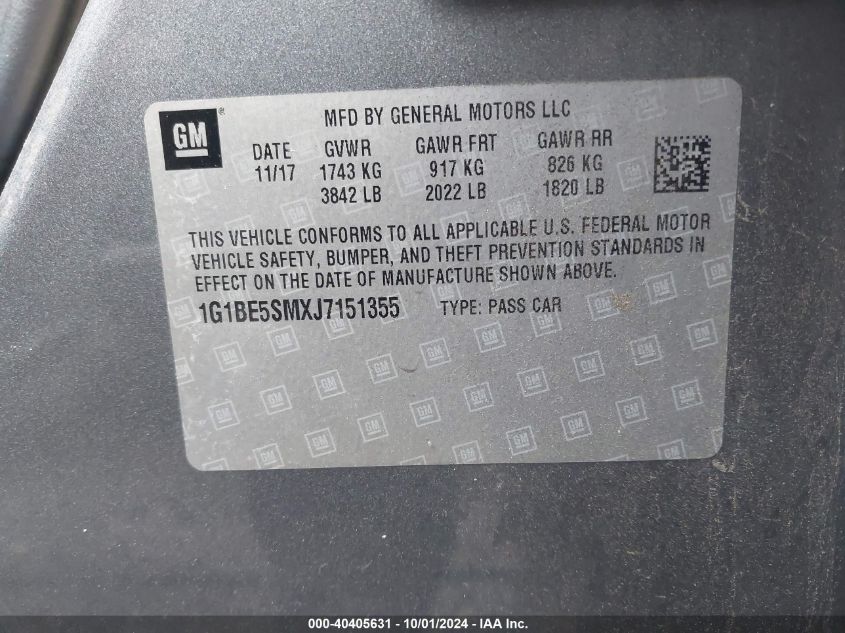 GM®
MFD BY GENERAL MOTORS LLC
DATE GVWR GAWR FRT GAWR RR
11/17 1743 KG 917 KG 826 KG
3842 LB 2022 LB 1820 LB
THIS VEHICLE CONFORMS TO ALL APPLICABLE U.S. FEDERAL MOTOR
VEHICLE SAFETY, BUMPER, AND THEFT PREVENTION STANDARDS IN
EFFECT ON THE DATE OF MANUFACTURE SHOWN ABOVE.
1G1BE5SMXJ7151355 TYPE: PASS CAR
000-40405631 - 10/01/2024 - IAA Inc.